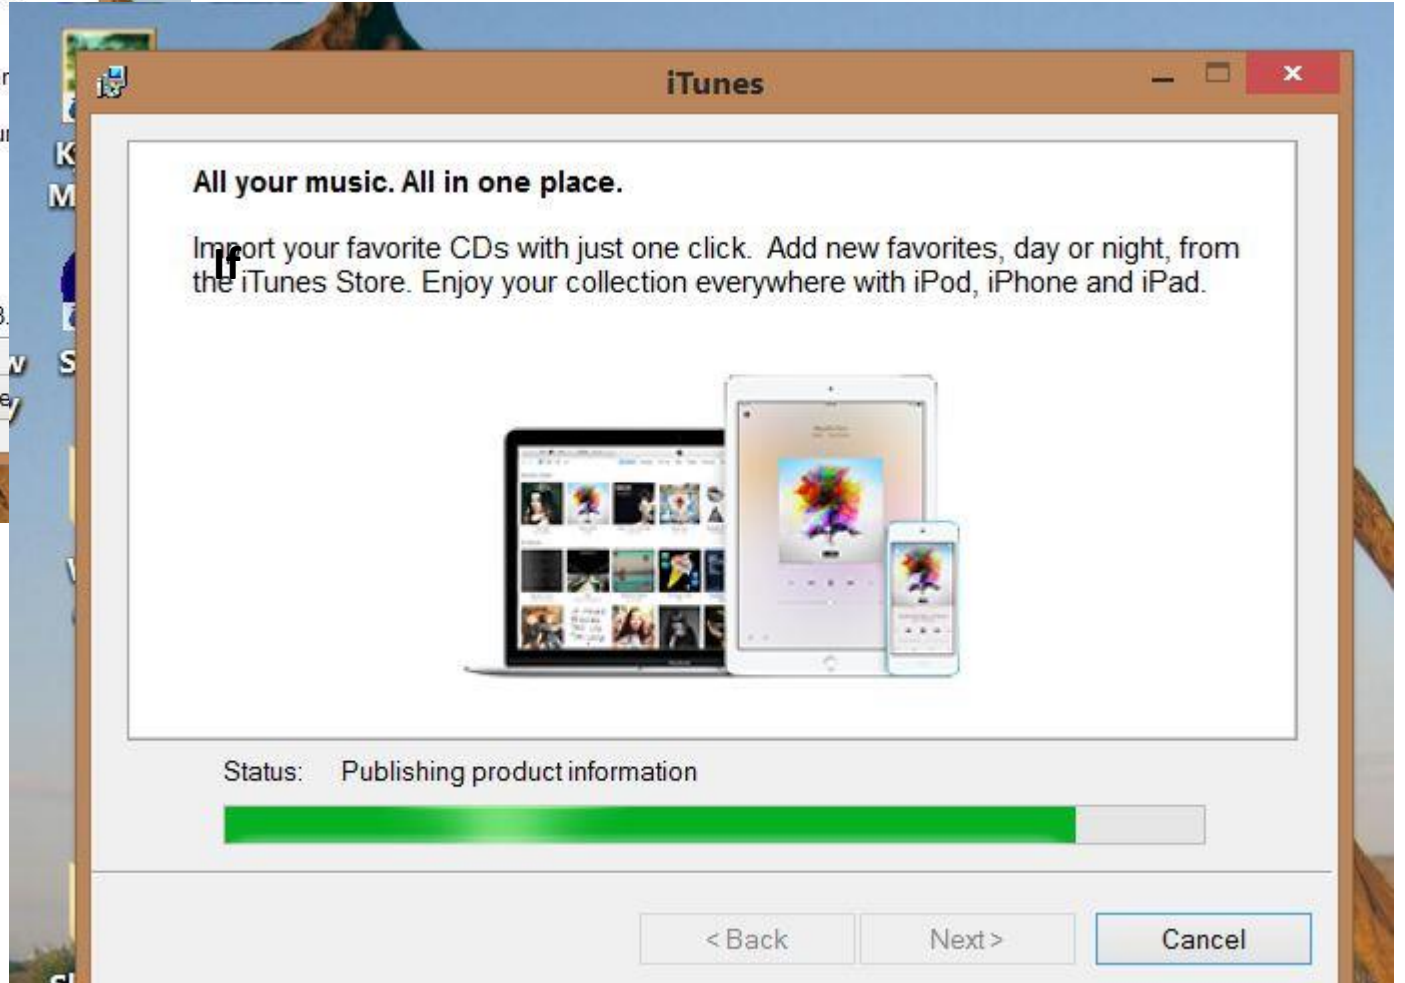 iTunes
All your music. All in one place.
Import your favorite CDs with just one click. Add new favorites, day or night, from
the iTunes Store. Enjoy your collection everywhere with iPod, iPhone and iPad.
If
Status: Publishing product information
< Back
Next >
Cancel